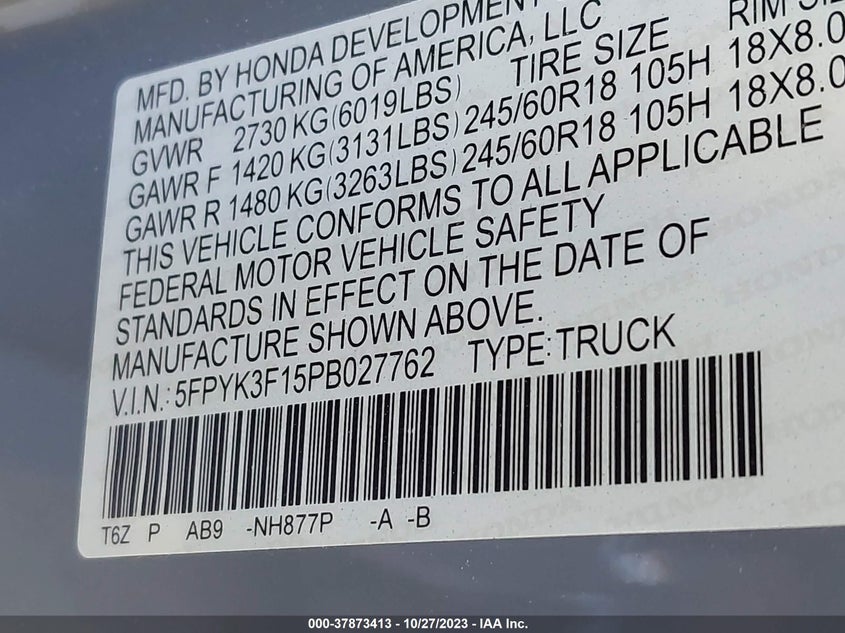 MFD. BY HONDA DEVELOPMENT
MANUFACTURING OF AMERICA, LLC
GVWR 2730 KG(6019LBS) TIRE SIZE RIM
GAWR F 1420 KG(3131LBS) 245/60R18 105H 18X8.0
GAWR R 1480 KG(3263LBS) 245/60R18 105H 18X8.0
THIS VEHICLE CONFORMS TO ALL APPLICABLE
FEDERAL MOTOR VEHICLE SAFETY
STANDARDS IN EFFECT ON THE DATE OF
MANUFACTURE SHOWN ABOVE.
V.I.N.: 5FPYK3F15PB027762 TYPE: TRUCK
T6Z P AB9 -NH877P -A -B
000-37873413 - 10/27/2023 - IAA Inc.